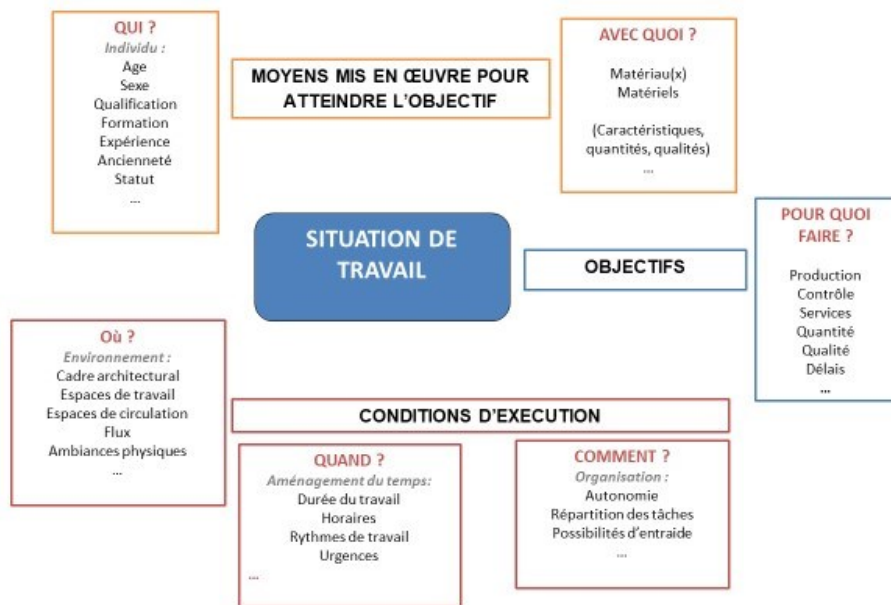 QUI ?
Individu :
Age
Sexe
Qualification
Formation
Expérience
Ancienneté
Statut
...
MOYENS MIS EN ŒUVRE POUR
ATTEINDRE L'OBJECTIF
AVEC QUOI ?
Matériau(x)
Matériels
(Caractéristiques,
quantités, qualités)
...
SITUATION DE
TRAVAIL
OBJECTIFS
POUR QUOI
FAIRE ?
Production
Contrôle
Services
Quantité
Qualité
Délais
...
Où ?
Environnement :
Cadre architectural
Espaces de travail
Espaces de circulation
Flux
Ambiances physiques
...
CONDITIONS D'EXECUTION
QUAND ?
Aménagement du temps:
Durée du travail
Horaires
Rythmes de travail
Urgences
...
COMMENT ?
Organisation :
Autonomie
Répartition des tâches
Possibilités d'entraide
...